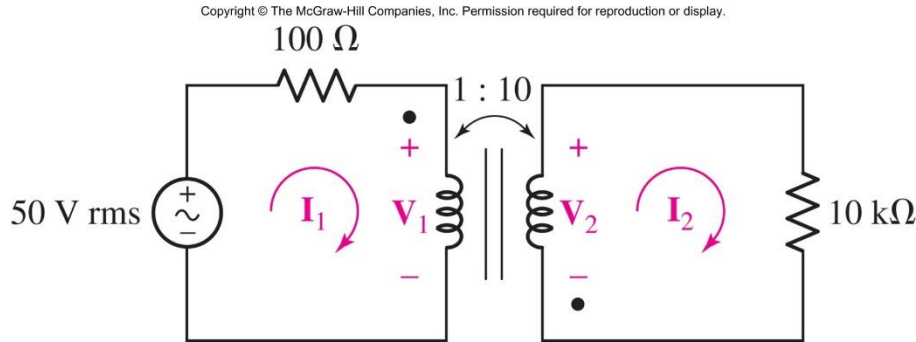 Copyright © The McGraw-Hill Companies, Inc. Permission required for reproduction or display.
100 Ω
1 : 10
+ +
+
50 V rms ~ I₁ V₁ V₂ I₂ 10 kΩ
−
− −